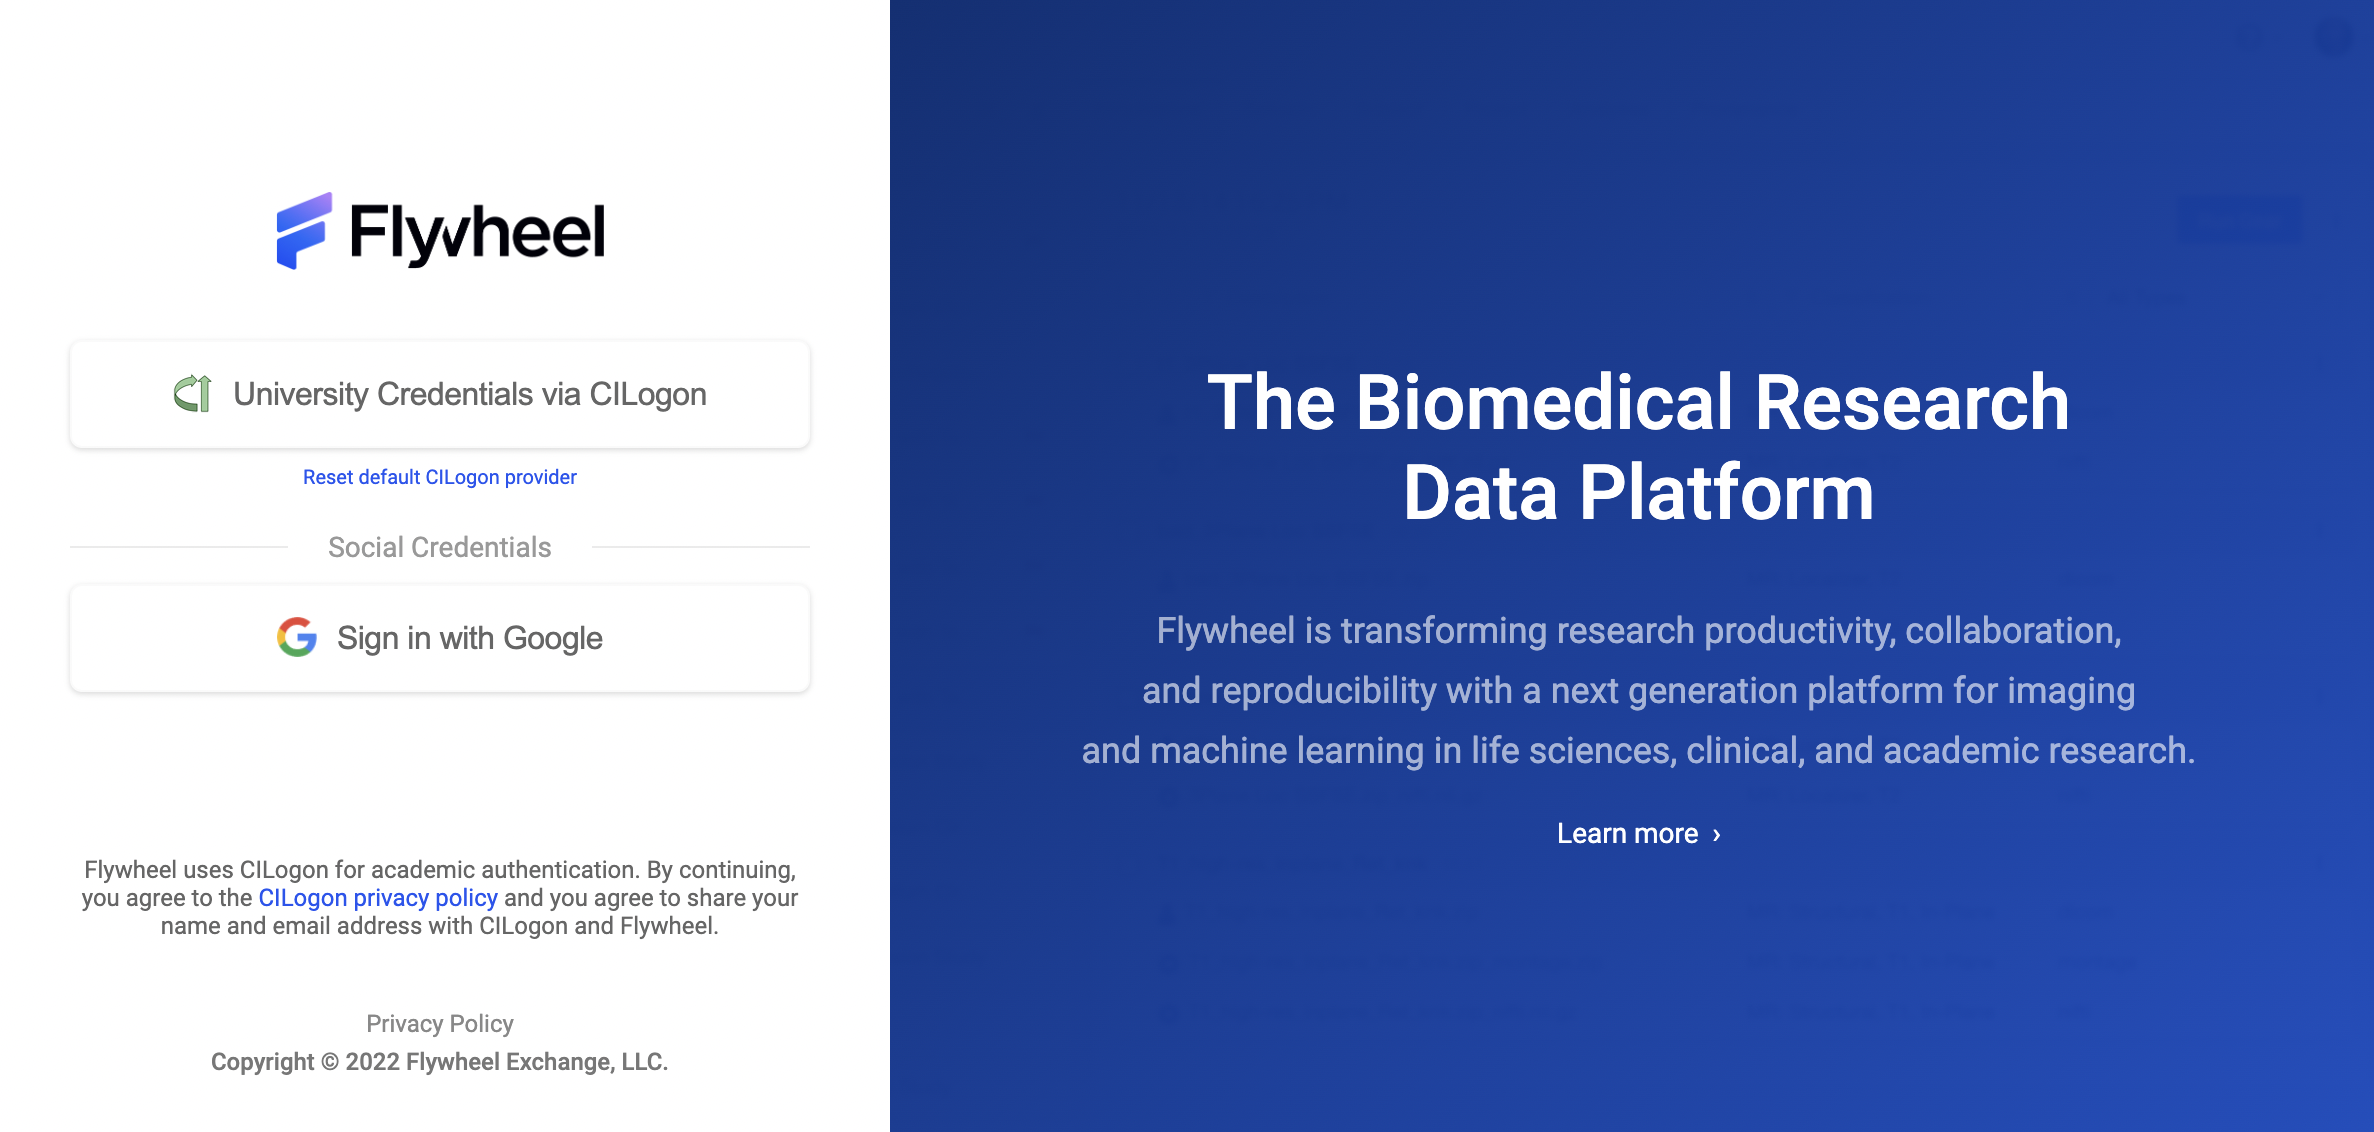 Flywheel
University Credentials via CILogon
Reset default CILogon provider
Social Credentials
Sign in with Google
Flywheel uses CILogon for academic authentication. By continuing,
you agree to the CILogon privacy policy and you agree to share your
name and email address with CILogon and Flywheel.
Privacy Policy
Copyright © 2022 Flywheel Exchange, LLC.
The Biomedical Research
Data Platform
Flywheel is transforming research productivity, collaboration,
and reproducibility with a next generation platform for imaging
and machine learning in life sciences, clinical, and academic research.
Learn more ›